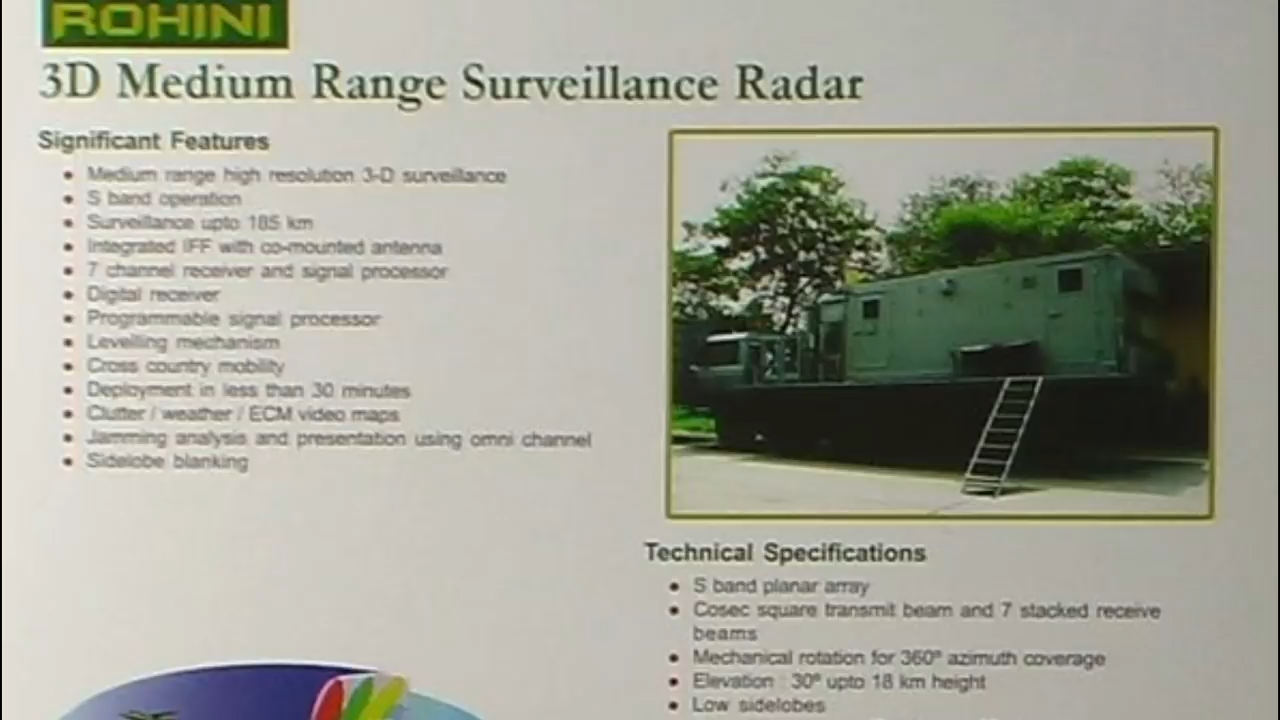 ROHINI
3D Medium Range Surveillance Radar
Significant Features
• Medium range high resolution 3-D surveillance
• S band operation
• Surveillance upto 185 km
• Integrated IFF with co-mounted antenna
• 7 channel receiver and signal processor
• Digital receiver
• Programmable signal processor
• Levelling mechanism
• Cross country mobility
• Deployment in less than 30 minutes
• Clutter / weather / ECM video maps
• Jamming analysis and presentation using omni channel
• Sidelobe blanking
Technical Specifications
• S band planar array
• Cosec square transmit beam and 7 stacked receive
beams
• Mechanical rotation for 360º azimuth coverage
• Elevation : 30º upto 18 km height
• Low sidelobes